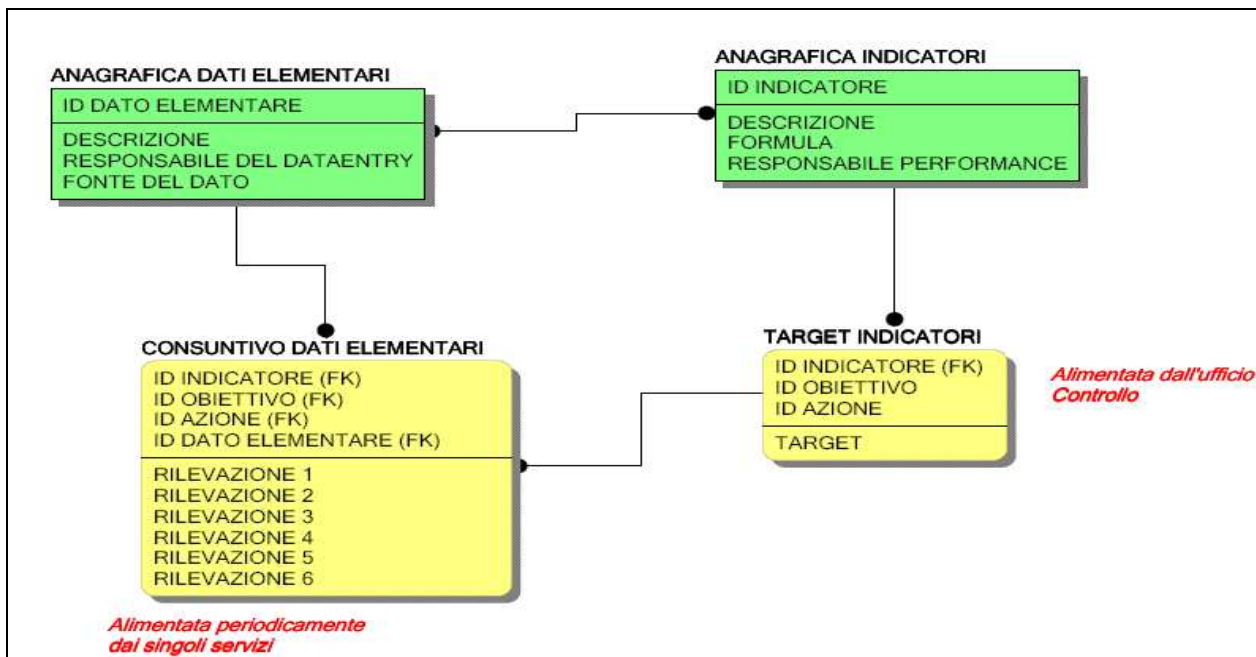 ANAGRAFICA DATI ELEMENTARI
ID DATO ELEMENTARE
DESCRIZIONE
RESPONSABILE DEL DATAENTRY
FONTE DEL DATO
ANAGRAFICA INDICATORI
ID INDICATORE
DESCRIZIONE
FORMULA
RESPONSABILE PERFORMANCE
CONSUNTIVO DATI ELEMENTARI
ID INDICATORE (FK)
ID OBIETTIVO (FK)
ID AZIONE (FK)
ID DATO ELEMENTARE (FK)
RILEVAZIONE 1
RILEVAZIONE 2
RILEVAZIONE 3
RILEVAZIONE 4
RILEVAZIONE 5
RILEVAZIONE 6
Alimentata periodicamente
dai singoli servizi
TARGET INDICATORI
ID INDICATORE (FK)
ID OBIETTIVO
ID AZIONE
TARGET
Alimentata dall'ufficio
Controllo